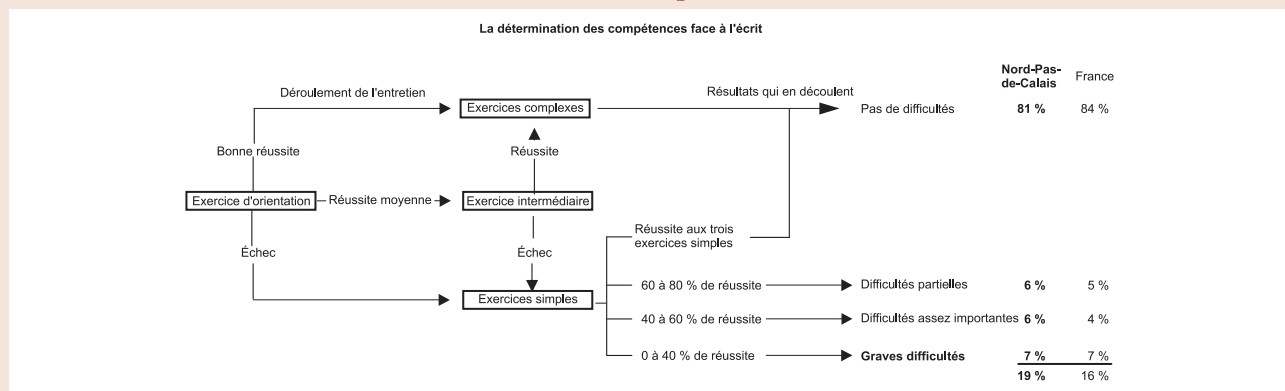 La détermination des compétences face à l'écrit
Nord-Pas-
de-Calais
France
Déroulement de l'entretien
Exercices complexes
Résultats qui en découlent
Pas de difficultés
81 %
84 %
Bonne réussite
Réussite
Exercice d'orientation
Réussite moyenne
Exercice intermédiaire
Échec
Échec
Réussite aux trois
exercices simples
Exercices simples
60 à 80 % de réussite
Difficultés partielles
6 %
5 %
40 à 60 % de réussite
Difficultés assez importantes
6 %
4 %
0 à 40 % de réussite
Graves difficultés
7 %
7 %
19 %
16 %